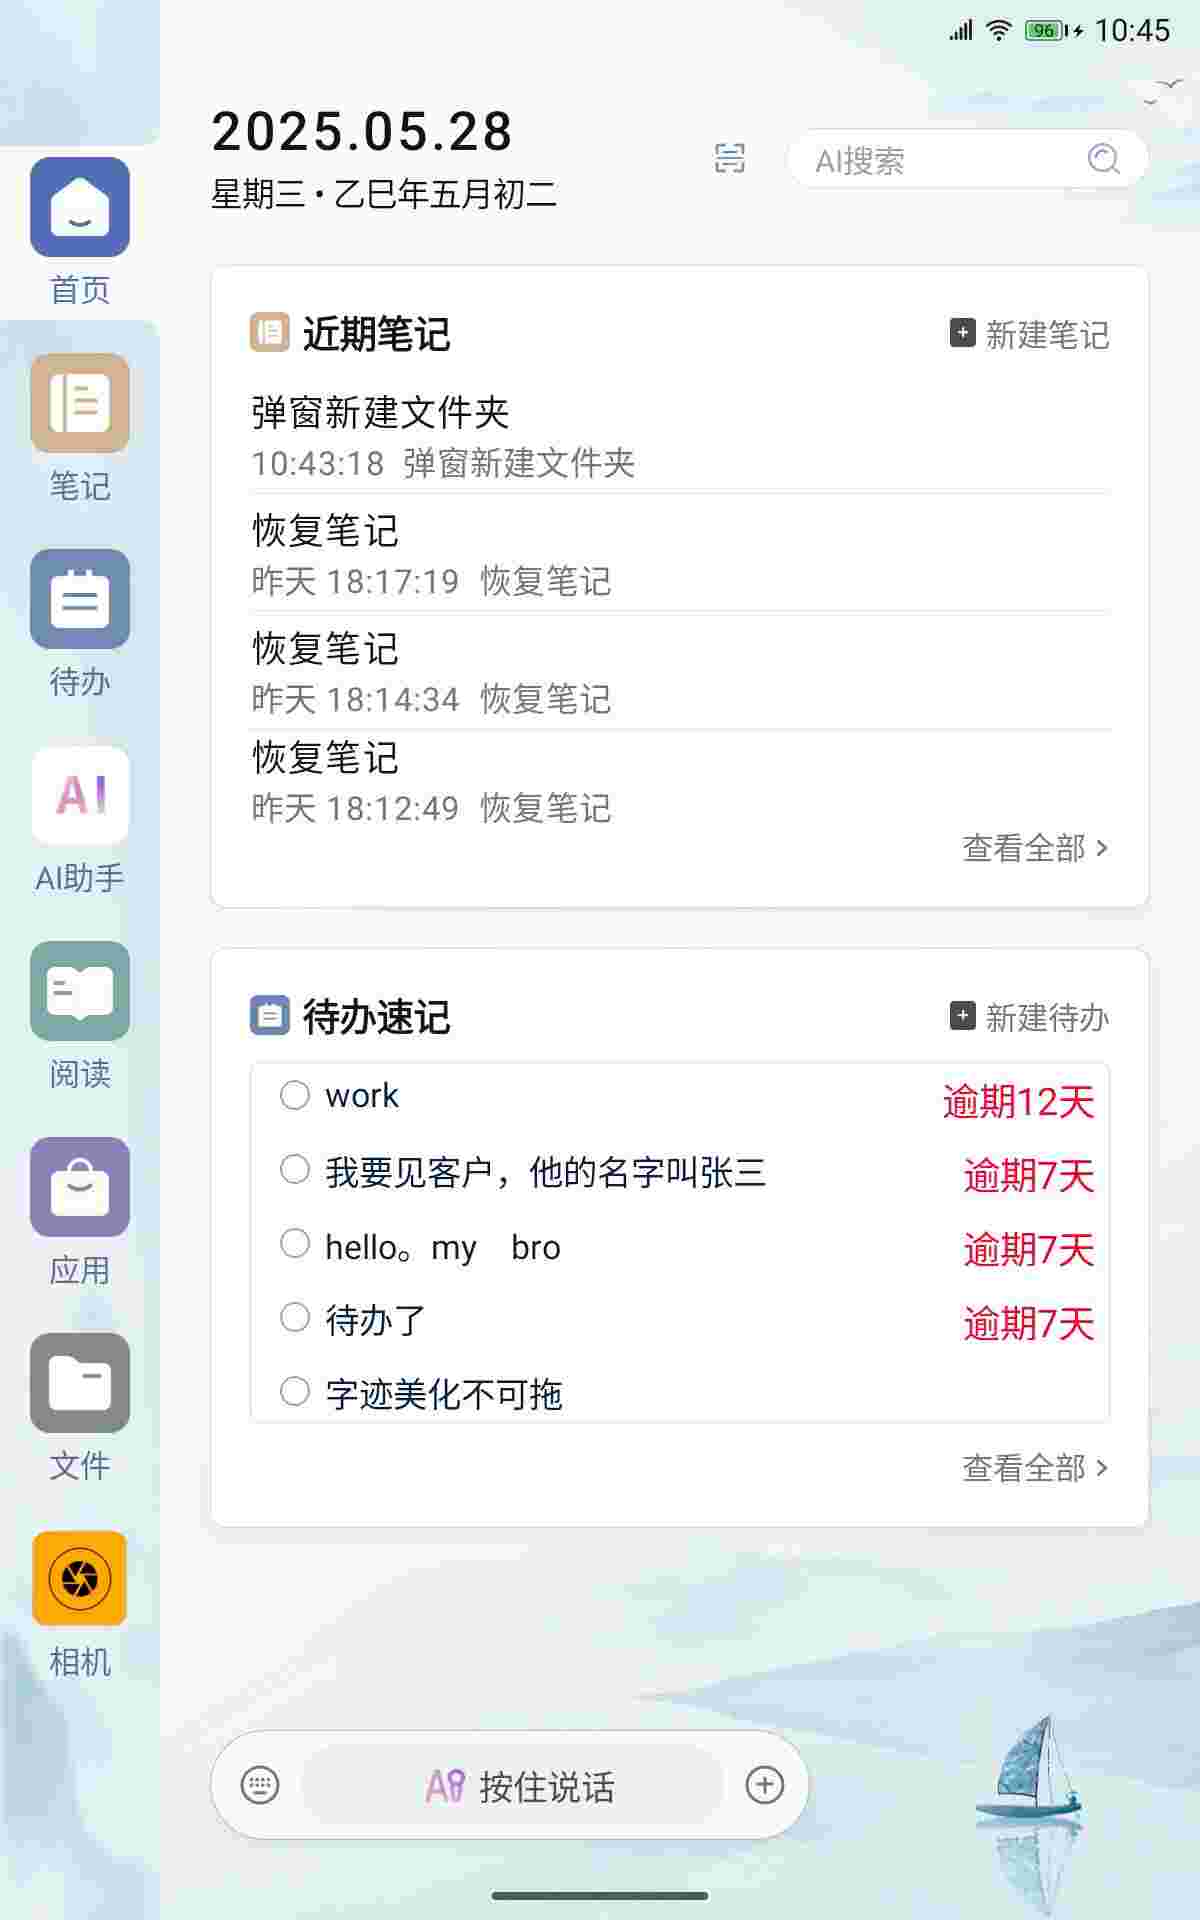 96 10:45
2025.05.28
星期三·乙巳年五月初二
AI搜索
首页
笔记
待办
AI
AI助手
阅读
应用
文件
相机
近期笔记
新建笔记
弹窗新建文件夹
10:43:18 弹窗新建文件夹
恢复笔记
昨天 18:17:19 恢复笔记
恢复笔记
昨天 18:14:34 恢复笔记
恢复笔记
昨天 18:12:49 恢复笔记
查看全部 >
待办速记
新建待办
work 逾期12天
我要见客户，他的名字叫张三 逾期7天
hello。my bro 逾期7天
待办了 逾期7天
字迹美化不可拖
查看全部 >
按住说话